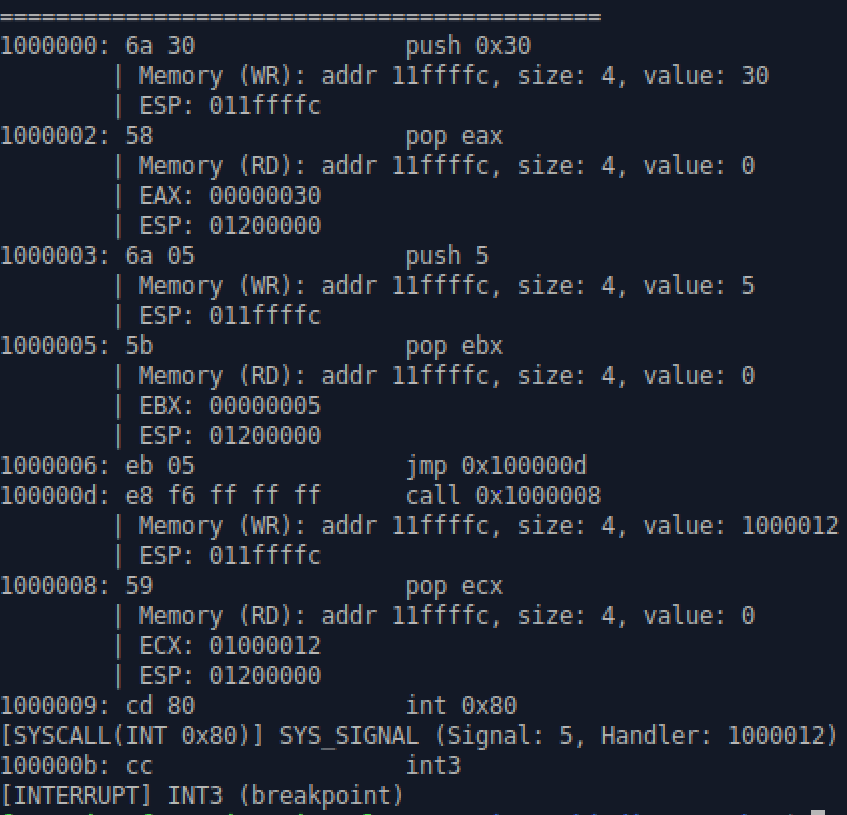 ===========================================
1000000: 6a 30 push 0x30
| Memory (WR): addr 11ffffc, size: 4, value: 30
| ESP: 011ffffc
1000002: 58 pop eax
| Memory (RD): addr 11ffffc, size: 4, value: 0
| EAX: 00000030
| ESP: 01200000
1000003: 6a 05 push 5
| Memory (WR): addr 11ffffc, size: 4, value: 5
| ESP: 011ffffc
1000005: 5b pop ebx
| Memory (RD): addr 11ffffc, size: 4, value: 0
| EBX: 00000005
| ESP: 01200000
1000006: eb 05 jmp 0x100000d
100000d: e8 f6 ff ff ff call 0x1000008
| Memory (WR): addr 11ffffc, size: 4, value: 1000012
| ESP: 011ffffc
1000008: 59 pop ecx
| Memory (RD): addr 11ffffc, size: 4, value: 0
| ECX: 01000012
| ESP: 01200000
1000009: cd 80 int 0x80
[SYSCALL(INT 0x80)] SYS_SIGNAL (Signal: 5, Handler: 1000012)
100000b: cc int3
[INTERRUPT] INT3 (breakpoint)